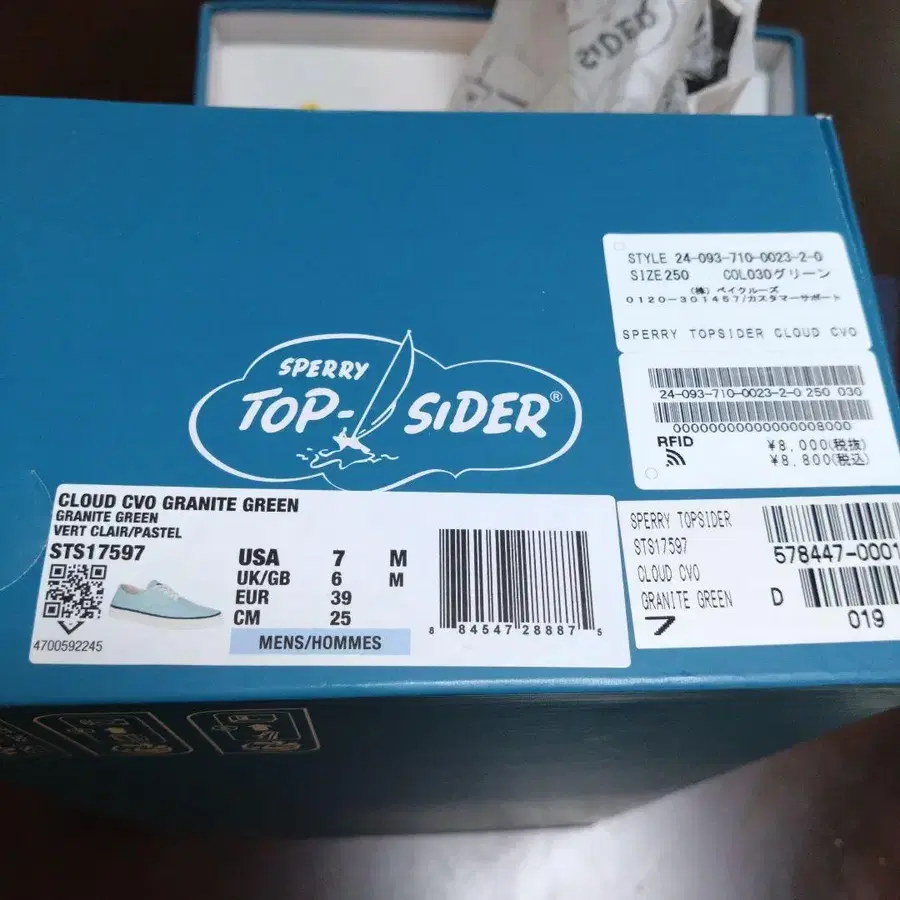 SIDER
SPERRY
TOP-SIDER®
STYLE 24-093-710-0023-2-0
SIZE 250 COL030グリーン
(株) ベイクルーズ
0120-301457/カスタマーサポート
SPERRY TOPSIDER CLOUD CVO
24-093-710-0023-2-0 250 030
0000000000000000008000
RFID
¥8,000(税抜)
¥8,800(税込)
CLOUD CVO GRANITE GREEN
GRANITE GREEN
VERT CLAIR/PASTEL
STS17597
USA 7 M
UK/GB 6 M
EUR 39
CM 25
MENS/HOMMES
4700592245
8 84547 28887 5
SPERRY TOPSIDER
STS17597
578447-0001
CLOUD CVO
GRANITE GREEN D
7
019